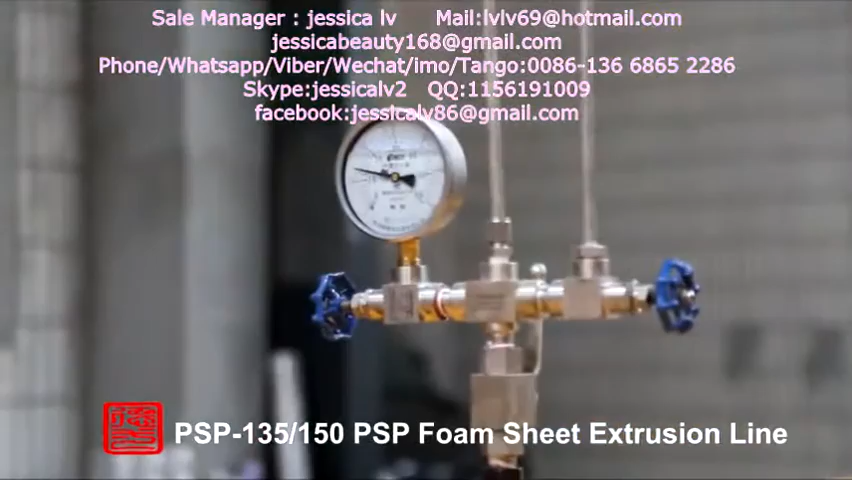 Sale Manager : jessica lv Mail:lvlv69@hotmail.com
jessicabeauty168@gmail.com
Phone/Whatsapp/Viber/Wechat/imo/Tango:0086-136 6865 2286
Skype:jessicalv2 QQ:1156191009
facebook:jessicalv86@gmail.com
PSP-135/150 PSP Foam Sheet Extrusion Line